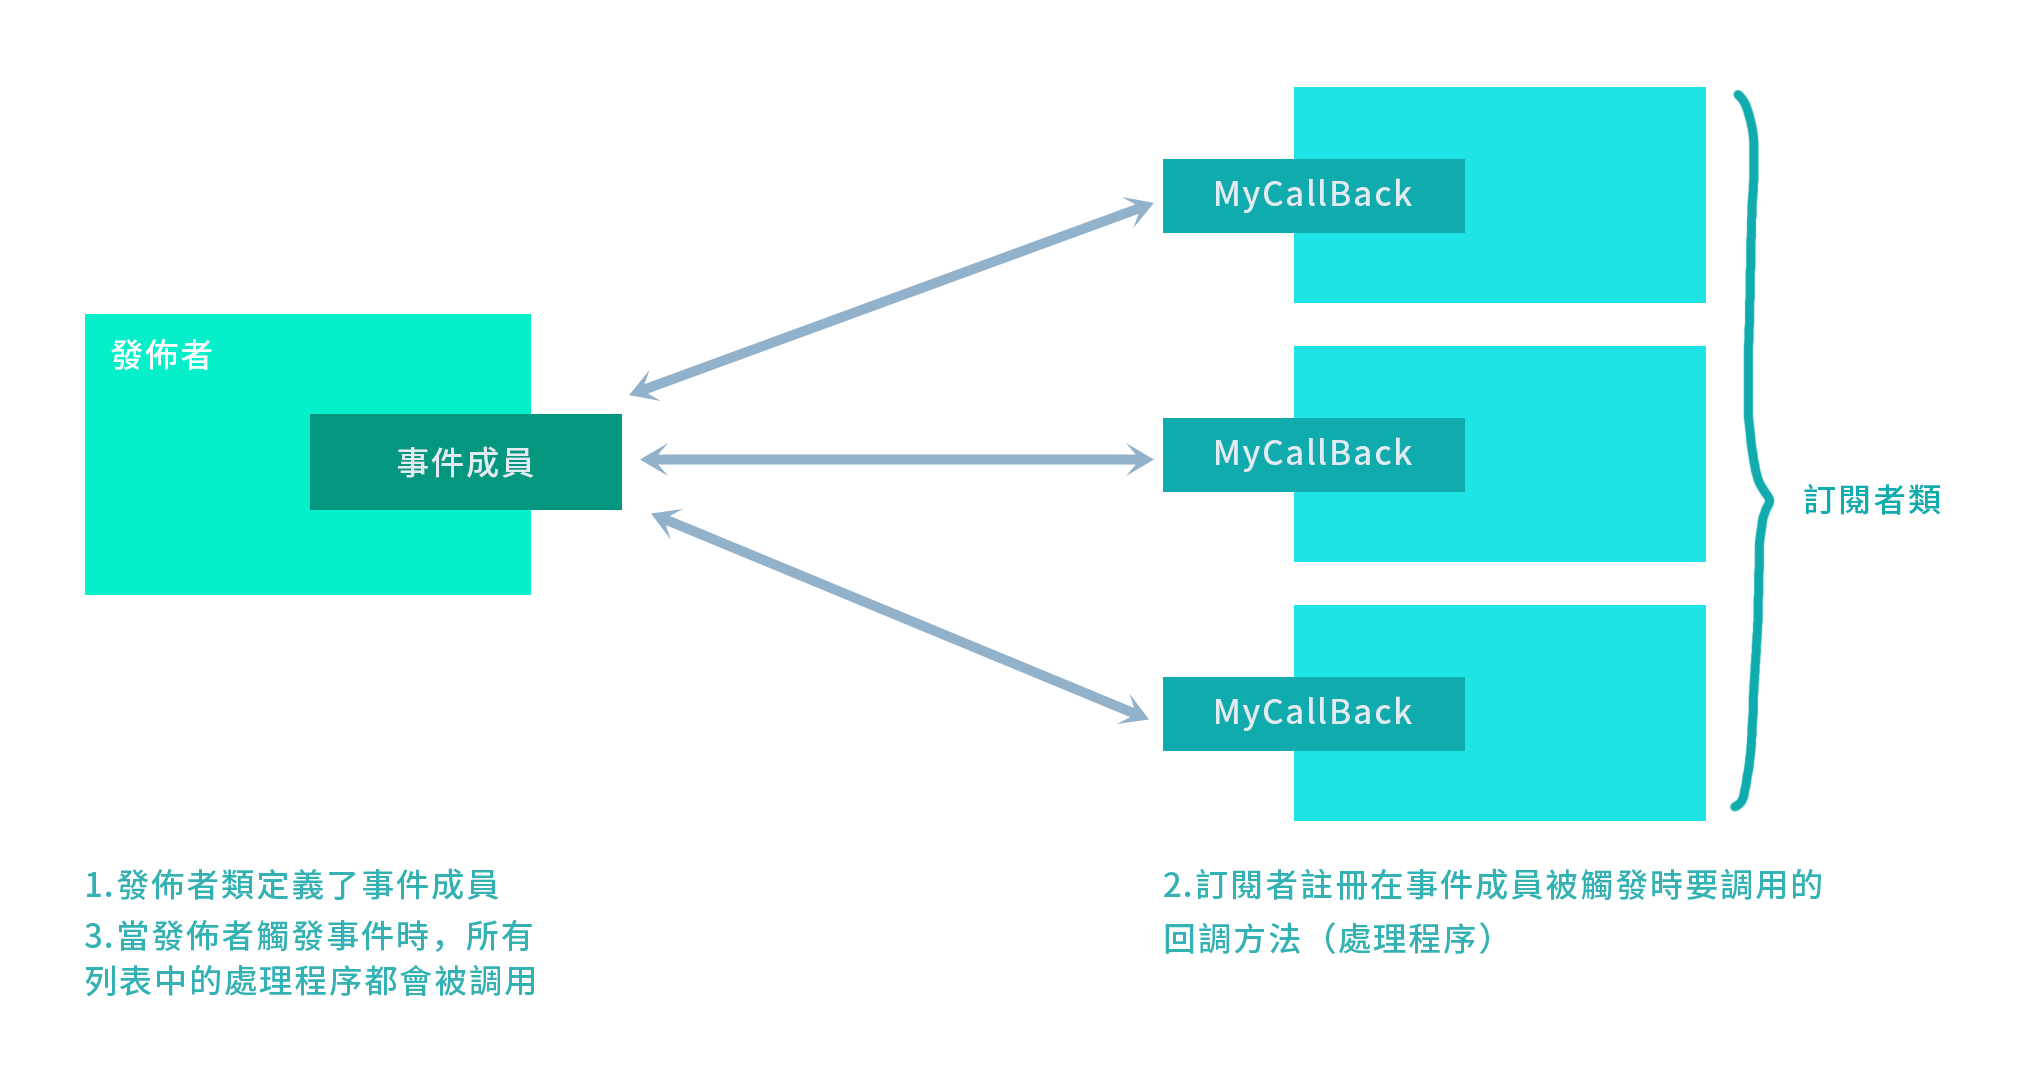 發佈者
事件成員
MyCallBack
MyCallBack
MyCallBack
訂閱者類
1.發佈者類定義了事件成員
3.當發佈者觸發事件時，所有
列表中的處理程序都會被調用
2.訂閱者註冊在事件成員被觸發時要調用的
回調方法（處理程序）